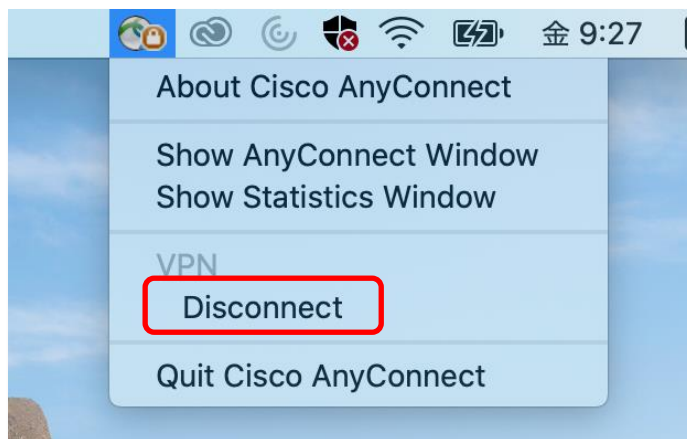 金 9:27
About Cisco AnyConnect
Show AnyConnect Window
Show Statistics Window
VPN
Disconnect
Quit Cisco AnyConnect